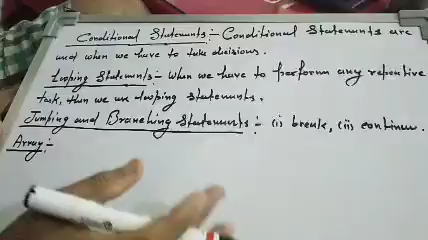 Conditional Statements:- Conditional Statements are
used when we have to take decisions.
Looping Statements:- When we have to perform any repeatitive
task, then we use looping statements.
Jumping and Branching Statements:- (i) break, (ii) continue.
Array:-